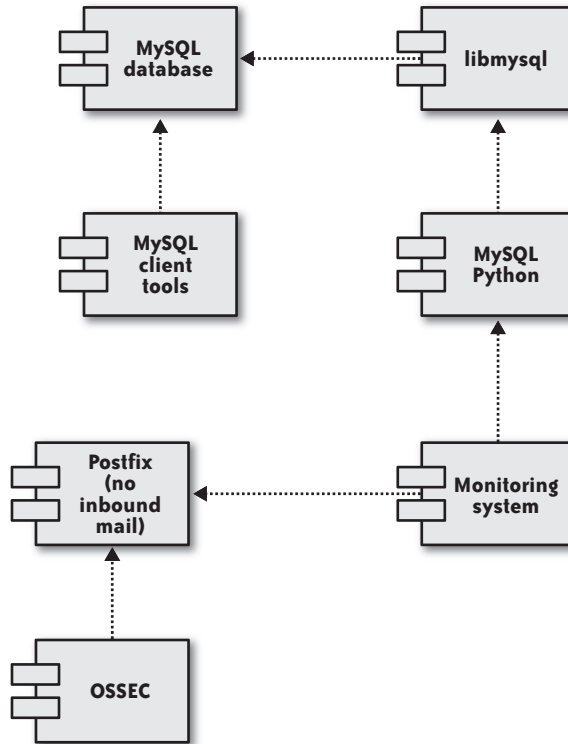 MySQL
database
libmysql
MySQL
client
tools
MySQL
Python
Postfix
(no
inbound
mail)
Monitoring
system
OSSEC